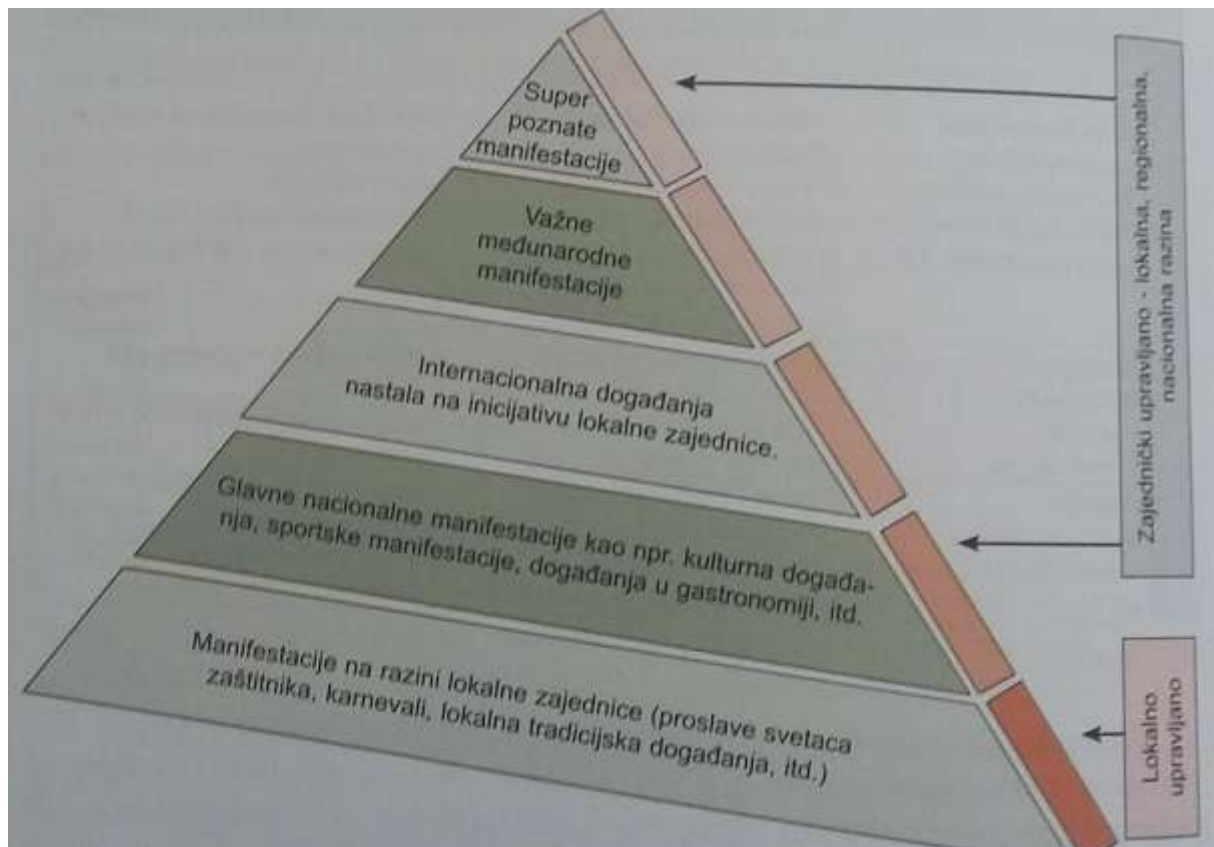 Super
poznate
manifestacije
Važne
međunarodne
manifestacije
Internacionalna događanja
nastala na inicijativu lokalne zajednice.
Glavne nacionalne manifestacije kao npr. kulturna događa-
nja, sportske manifestacije, događanja u gastronomiji, itd.
Manifestacije na razini lokalne zajednice (proslave svetaca
zaštitnika, karnevali, lokalna tradicijska događanja, itd.)
Zajednički upravljano - lokalna, regionalna,
nacionalna razina
Lokalno
upravljano